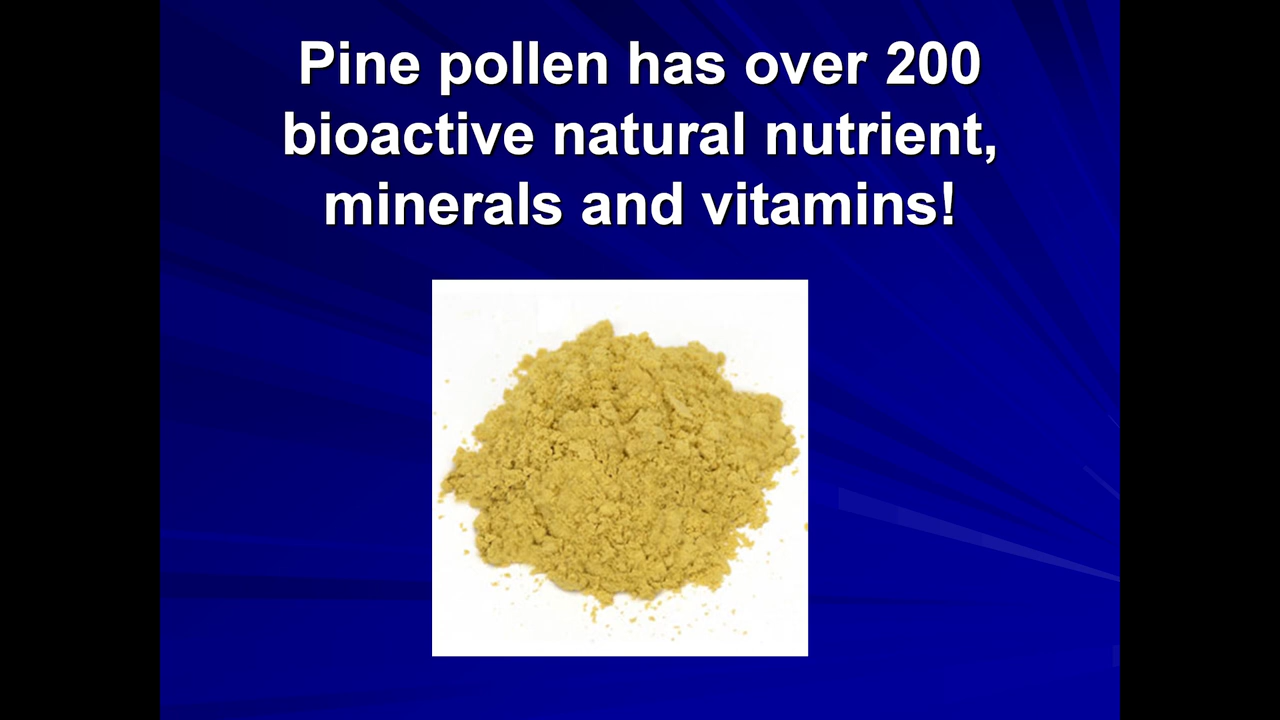 Pine pollen has over 200
bioactive natural nutrient,
minerals and vitamins!